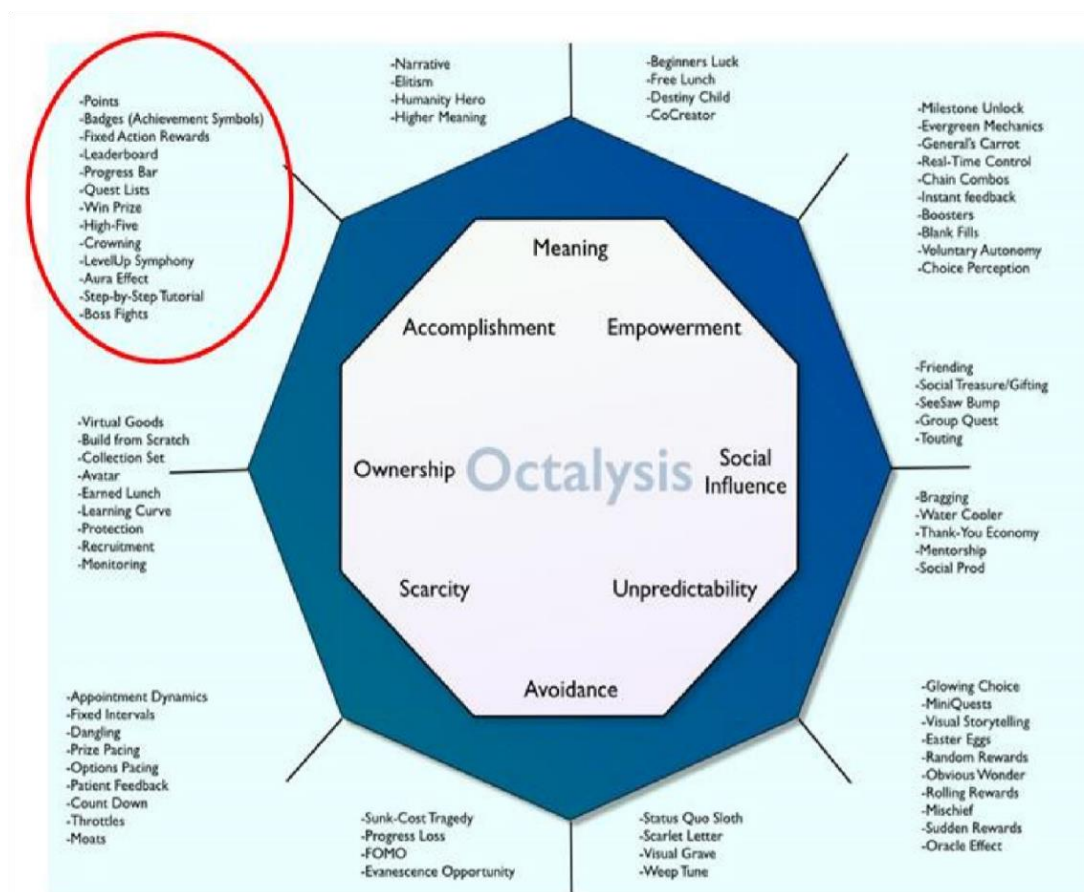 -Points
-Badges (Achievement Symbols)
-Fixed Action Rewards
-Leaderboard
-Progress Bar
-Quest Lists
-Win Prize
-High-Five
-Crowning
-LevelUp Symphony
-Aura Effect
-Step-by-Step Tutorial
-Boss Fights
-Narrative
-Elitism
-Humanity Hero
-Higher Meaning
-Beginners Luck
-Free Lunch
-Destiny Child
-CoCreator
-Milestone Unlock
-Evergreen Mechanics
-General's Carrot
-Real-Time Control
-Chain Combos
-Instant feedback
-Boosters
-Blank Fills
-Voluntary Autonomy
-Choice Perception
Meaning
Accomplishment
Empowerment
Ownership
Octalysis
Social
Influence
Scarcity
Unpredictability
Avoidance
-Virtual Goods
-Build from Scratch
-Collection Set
-Avatar
-Earned Lunch
-Learning Curve
-Protection
-Recruitment
-Monitoring
-Friending
-Social Treasure/Gifting
-SeeSaw Bump
-Group Quest
-Touting
-Bragging
-Water Cooler
-Thank-You Economy
-Mentorship
-Social Prod
-Appointment Dynamics
-Fixed Intervals
-Dangling
-Prize Pacing
-Options Pacing
-Patient Feedback
-Count Down
-Throttles
-Moats
-Sunk-Cost Tragedy
-Progress Loss
-FOMO
-Evanescence Opportunity
-Status Quo Sloth
-Scarlet Letter
-Visual Grave
-Weep Tune
-Glowing Choice
-MiniQuests
-Visual Storytelling
-Easter Eggs
-Random Rewards
-Obvious Wonder
-Rolling Rewards
-Mischief
-Sudden Rewards
-Oracle Effect